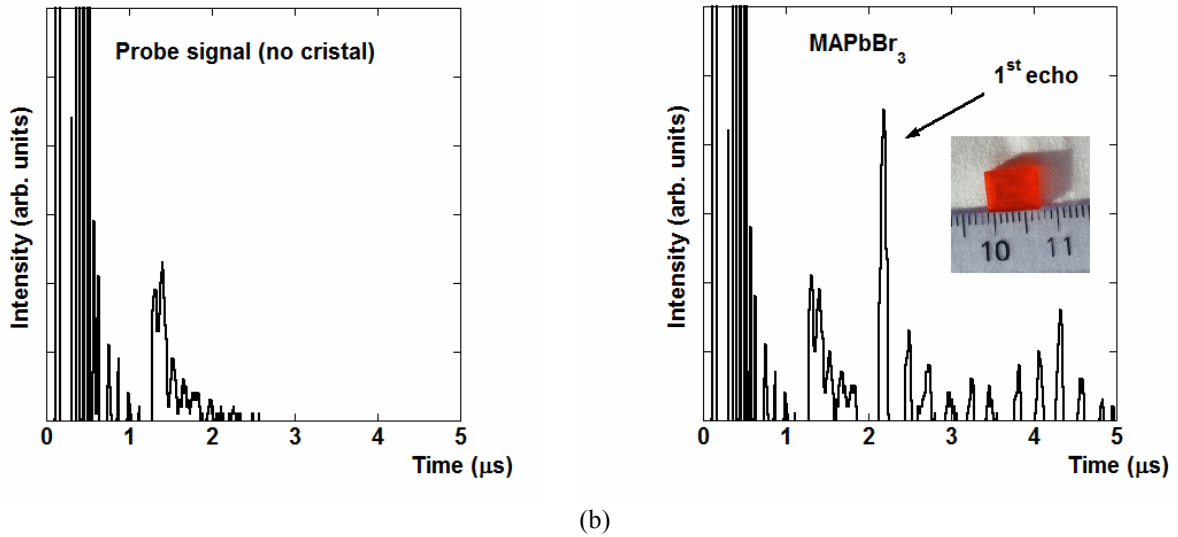 Probe signal (no cristal)
Intensity (arb. units)
0 1 2 3 4 5
Time (μs)
MAPbBr3
1st echo
10 11
Intensity (arb. units)
0 1 2 3 4 5
Time (μs)
(b)